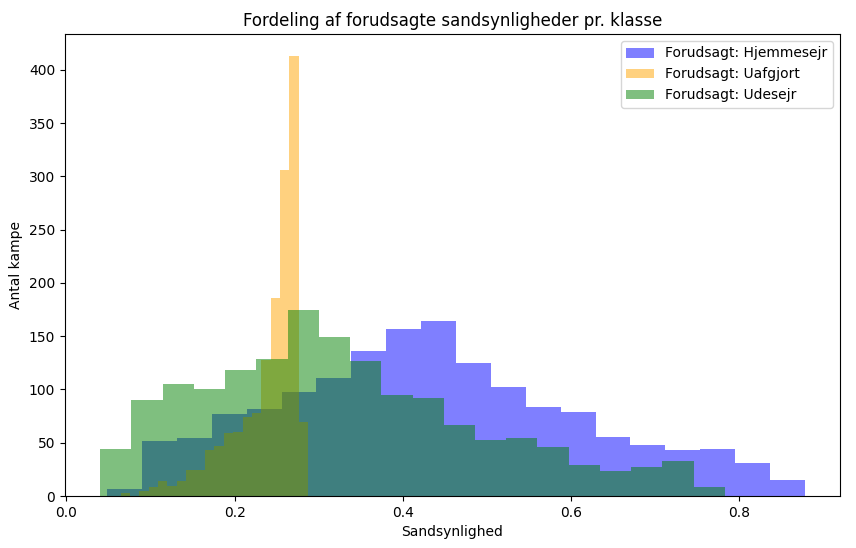 Fordeling af forudsagte sandsynligheder pr. klasse
Forudsagt: Hjemmesejr
Forudsagt: Uafgjort
Forudsagt: Udesejr
Antal kampe
400
350
300
250
200
150
100
50
0
0.0 0.2 0.4 0.6 0.8
Sandsynlighed